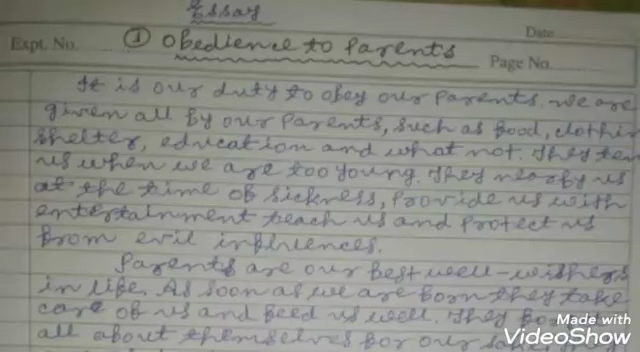 Essay
Date
Expt. No.
① Obedience to Parents
Page No.
It is our duty to obey our Parents. we are
given all by our Parents, such as food, clothin
shelter, education and what not. They ten
us when we are too young. They us
at the time of sickness, Provide us with
entertainment teach us and Protect us
from evil influences.
Parents are our best well-wishers
in life. As soon as we are born they take
care of us and feed us well. They
all about themselves for our
Made with
VideoShow